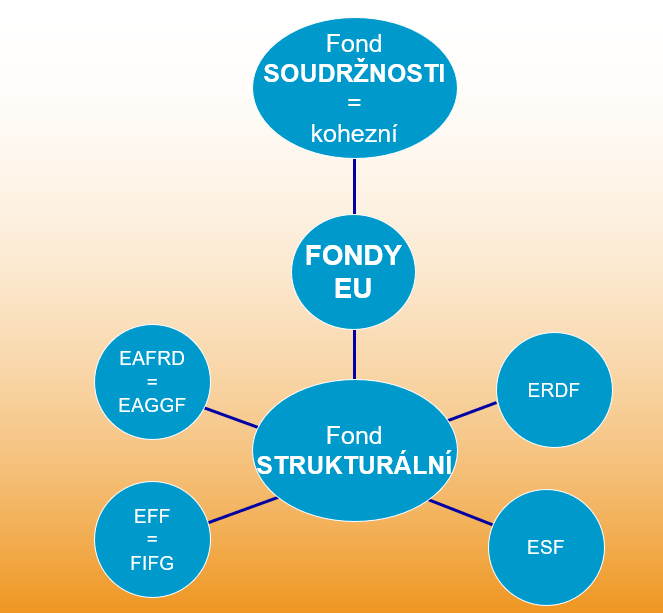 Fond
SOUDRŽNOSTI
=
kohezní
FONDY
EU
EAFRD
=
EAGGF
ERDF
Fond
STRUKTURÁLNÍ
EFF
=
FIFG
ESF